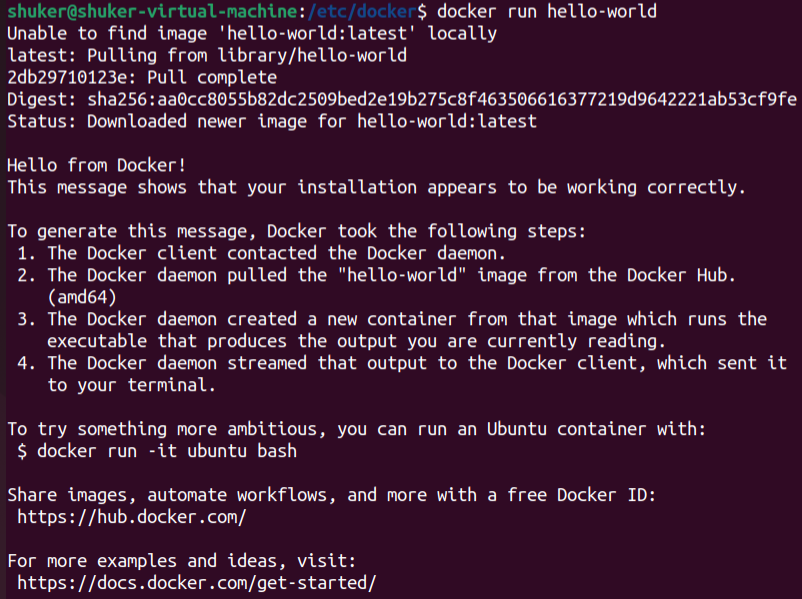 shuker@shuker-virtual-machine:/etc/docker$ docker run hello-world
Unable to find image 'hello-world:latest' locally
latest: Pulling from library/hello-world
2db29710123e: Pull complete
Digest: sha256:aa0cc8055b82dc2509bed2e19b275c8f463506616377219d9642221ab53cf9fe
Status: Downloaded newer image for hello-world:latest

Hello from Docker!
This message shows that your installation appears to be working correctly.

To generate this message, Docker took the following steps:
 1. The Docker client contacted the Docker daemon.
 2. The Docker daemon pulled the "hello-world" image from the Docker Hub.
    (amd64)
 3. The Docker daemon created a new container from that image which runs the
    executable that produces the output you are currently reading.
 4. The Docker daemon streamed that output to the Docker client, which sent it
    to your terminal.

To try something more ambitious, you can run an Ubuntu container with:
 $ docker run -it ubuntu bash

Share images, automate workflows, and more with a free Docker ID:
 https://hub.docker.com/

For more examples and ideas, visit:
 https://docs.docker.com/get-started/